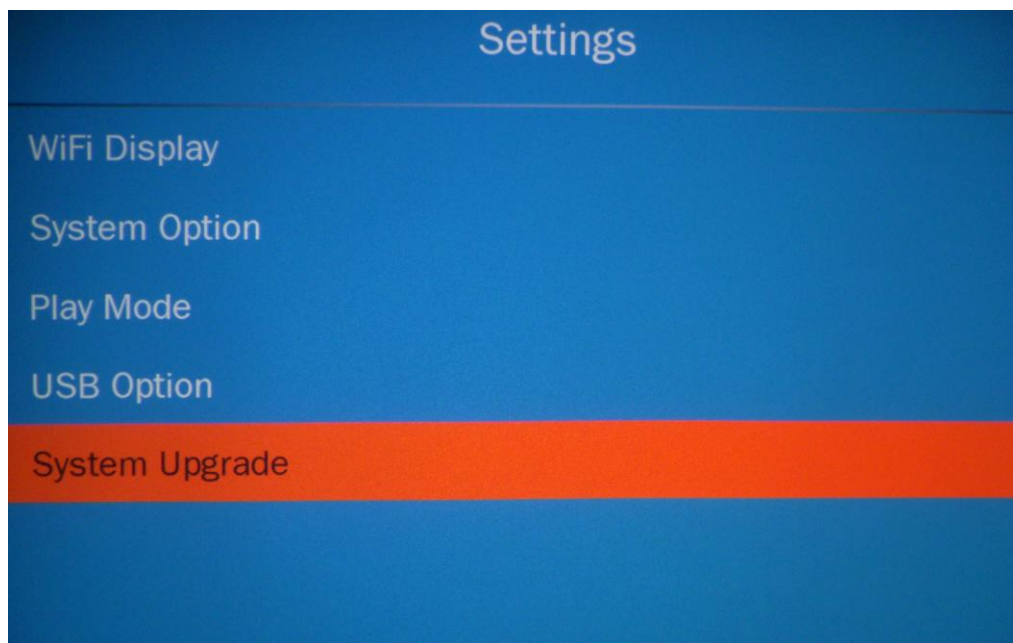 Settings
WiFi Display
System Option
Play Mode
USB Option
System Upgrade